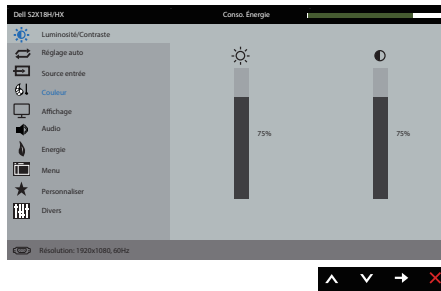 Dell S2X18H/HX
Conso. Énergie
Luminosité/Contraste
Réglage auto
Source entrée
Couleur
Affichage
Audio
Energie
Menu
Personnaliser
Divers
75%
75%
Résolution: 1920x1080, 60Hz